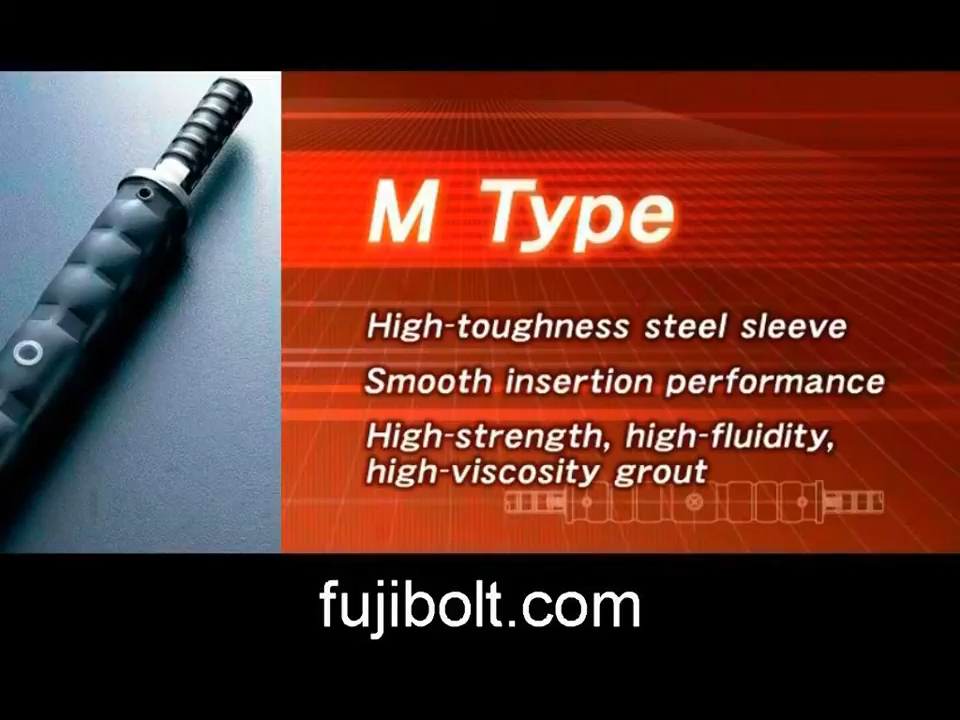 M Type
High-toughness steel sleeve
Smooth insertion performance
High-strength, high-fluidity,
high-viscosity grout
fujibolt.com